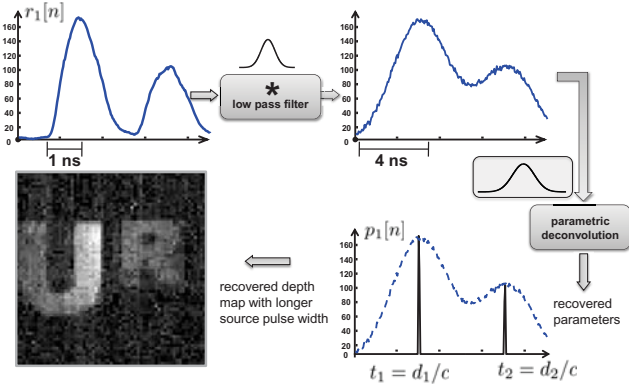 r₁[n]
160
140
120
100
80
60
40
20
0
1 ns
*
low pass filter
160
140
120
100
80
60
40
20
0
4 ns
parametric
deconvolution
recovered
parameters
p₁[n]
160
140
120
100
80
60
40
20
0
t₁ = d₁/c
t₂ = d₂/c
recovered depth
map with longer
source pulse width
UR